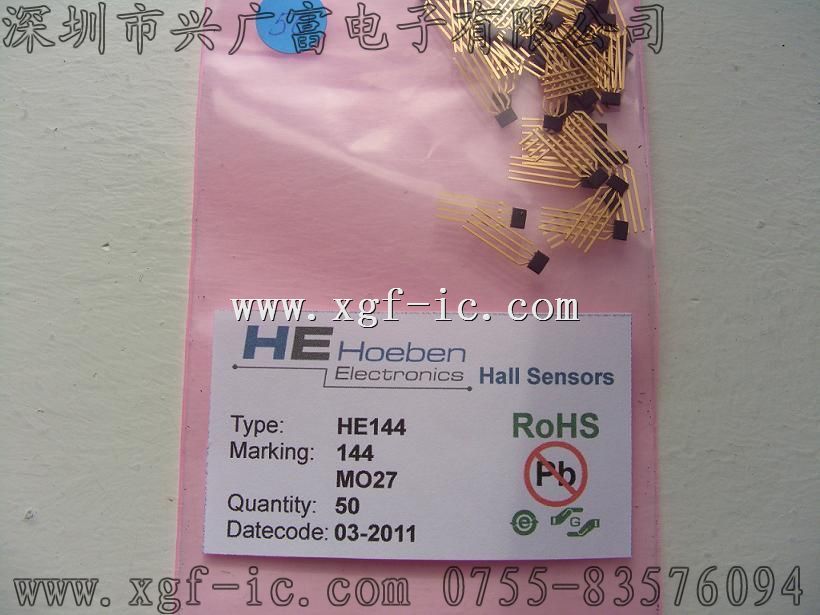 深圳市兴广富电子有限公司
www.xgf-ic.com
HE Hoeben
Electronics Hall Sensors
Type: HE144
Marking: 144
MO27
Quantity: 50
Datecode: 03-2011
RoHS
Pb
e
G
www.xgf-ic.com 0755-83576094